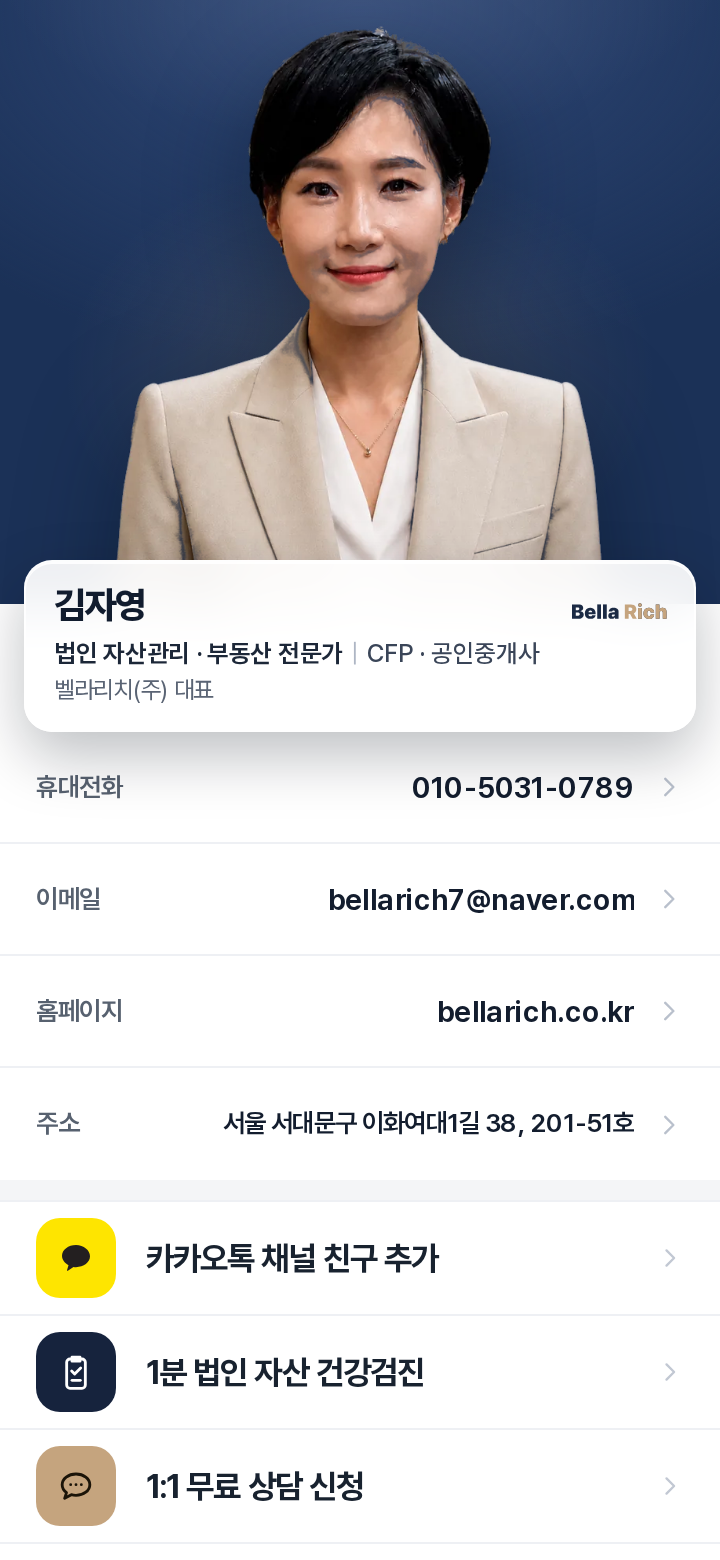 김자영
Bella Rich
법인 자산관리 · 부동산 전문가 | CFP · 공인중개사
벨라리치(주) 대표
휴대전화 010-5031-0789
이메일 bellarich7@naver.com
홈페이지 bellarich.co.kr
주소 서울 서대문구 이화여대1길 38, 201-51호
카카오톡 채널 친구 추가
1분 법인 자산 건강검진
1:1 무료 상담 신청